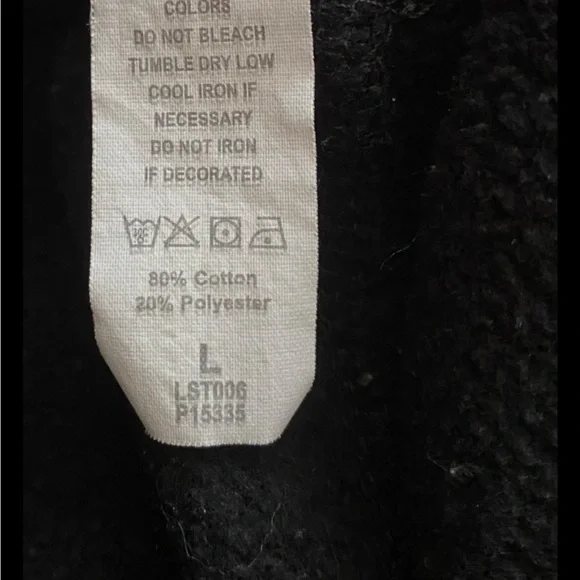 COLORS
DO NOT BLEACH
TUMBLE DRY LOW
COOL IRON IF
NECESSARY
DO NOT IRON
IF DECORATED
80% Cotton
20% Polyester
L
LST006
P15335